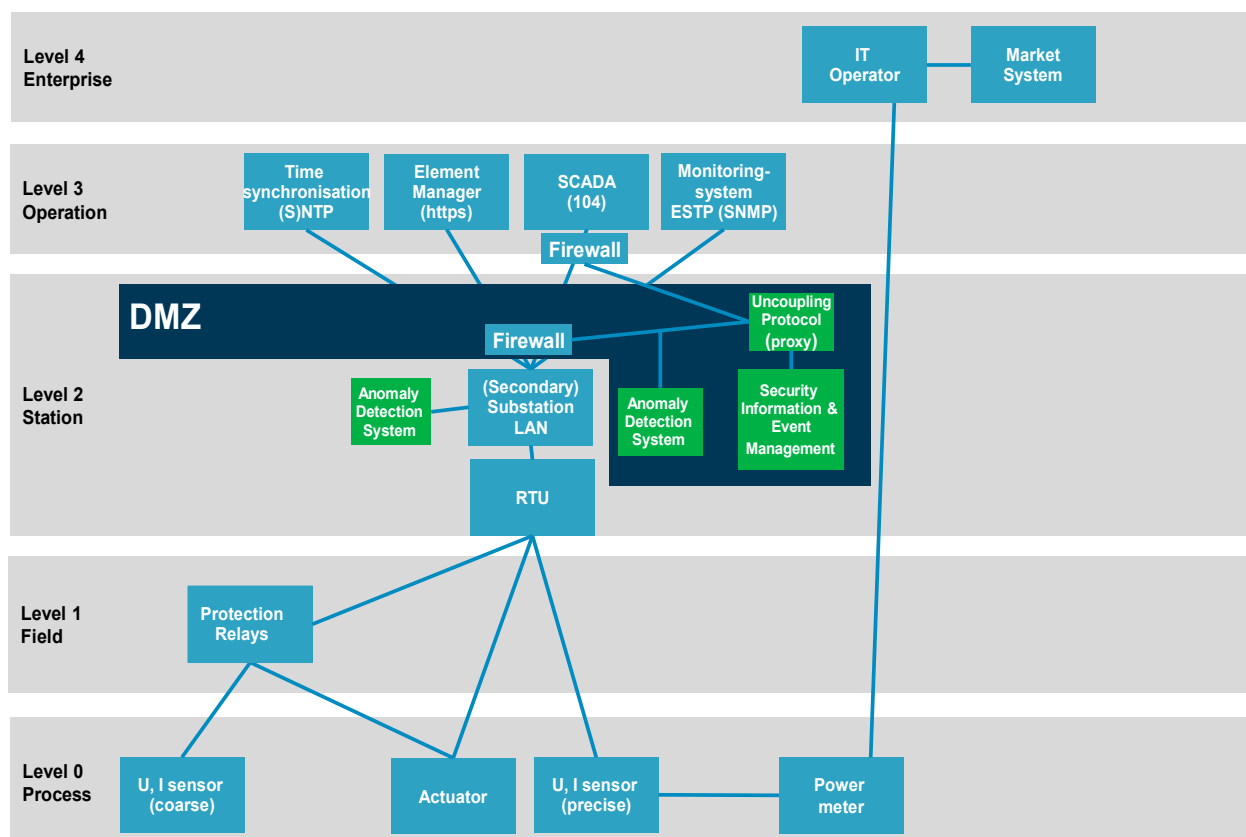 Level 4
Enterprise
IT
Operator
Market
System
Level 3
Operation
Time
synchronisation
(S)NTP
Element
Manager
(https)
SCADA
(104)
Monitoring-
system
ESTP (SNMP)
Firewall
Level 2
Station
DMZ
Firewall
Uncoupling
Protocol
(proxy)
Anomaly
Detection
System
(Secondary)
Substation
LAN
Anomaly
Detection
System
Security
Information &
Event
Management
RTU
Level 1
Field
Protection
Relays
Level 0
Process
U, I sensor
(coarse)
Actuator
U, I sensor
(precise)
Power
meter